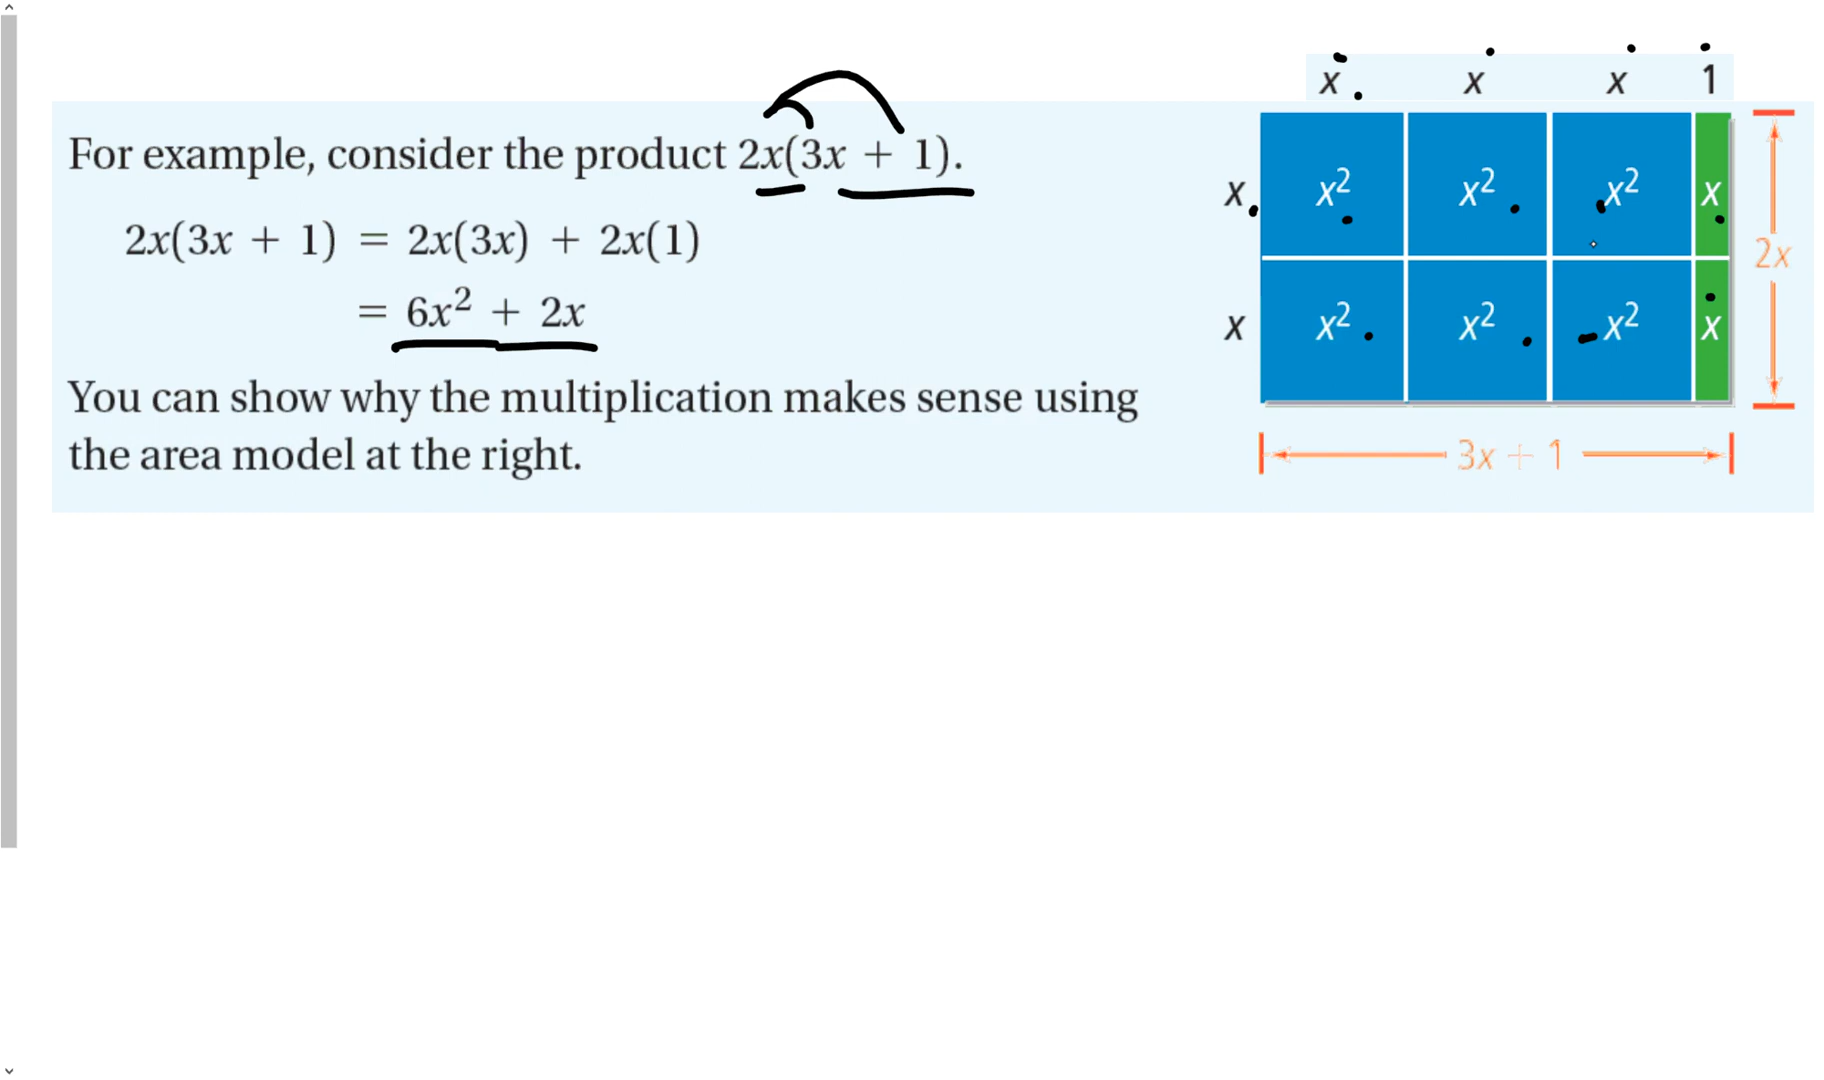 x x x 1
For example, consider the product 2x(3x + 1).
2x(3x + 1) = 2x(3x) + 2x(1)
= 6x² + 2x
You can show why the multiplication makes sense using
the area model at the right.
x x² x² x² x
2x
x x² x² x² x
3x + 1